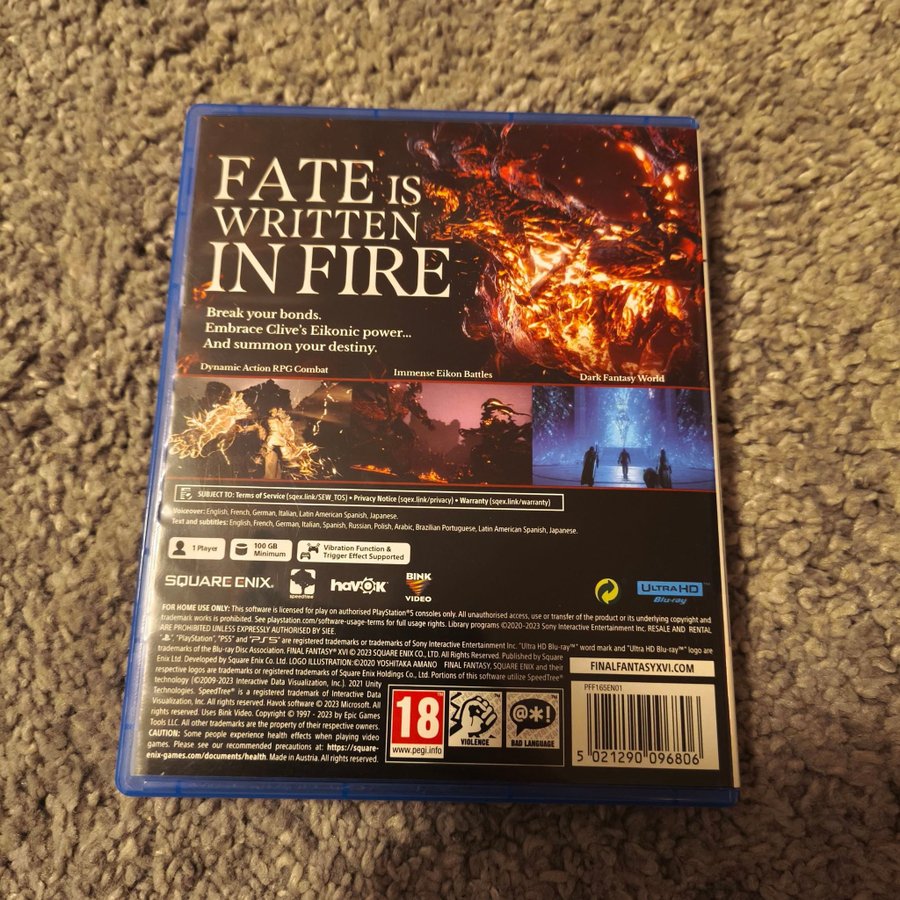 FATE IS
WRITTEN
IN FIRE
Break your bonds.
Embrace Clive's Eikonic power...
And summon your destiny.
Dynamic Action RPG Combat
Immense Eikon Battles
Dark Fantasy World
SUBJECT TO: Terms of Service (sqex.link/SEW_TOS) • Privacy Notice (sqex.link/privacy) • Warranty (sqex.link/warranty)
Voiceover: English, French, German, Italian, Latin American Spanish, Japanese.
Text and subtitles: English, French, German, Italian, Spanish, Russian, Polish, Arabic, Brazilian Portuguese, Latin American Spanish, Japanese.
1 Player
100 GB
Minimum
Vibration Function &
Trigger Effect Supported
SQUARE ENIX.
speedtree
havok
BINK
VIDEO
ULTRA HD
Blu-ray
FOR HOME USE ONLY: This software is licensed for play on authorised PlayStation®5 consoles only. All unauthorised access, use or transfer of the product or its underlying copyright and
trademark works is prohibited. See playstation.com/software-usage-terms for full usage rights. Library programs ©2020–2023 Sony Interactive Entertainment Inc. RESALE AND RENTAL
ARE PROHIBITED UNLESS EXPRESSLY AUTHORISED BY SIEE.
"PlayStation", "PS5" and PS5 are registered trademarks or trademarks of Sony Interactive Entertainment Inc. "Ultra HD Blu-ray™" word mark and "Ultra HD Blu-ray™" logo are
trademarks of the Blu-ray Disc Association. FINAL FANTASY® XVI © 2023 SQUARE ENIX CO., LTD. All Rights Reserved. Published by Square
Enix Ltd. Developed by Square Enix Co. Ltd. LOGO ILLUSTRATION:©2020 YOSHITAKA AMANO FINAL FANTASY, SQUARE ENIX and their
respective logos are trademarks or registered trademarks of Square Enix Holdings Co., Ltd. Portions of this software utilize SpeedTree®
technology (©2009-2023 Interactive Data Visualization, Inc.). 2021 Unity
Technologies. SpeedTree® is a registered trademark of Interactive Data
Visualization, Inc. All rights reserved. Havok software © 2023 Microsoft. All
rights reserved. Uses Bink Video. Copyright © 1997 - 2023 by Epic Games
Tools LLC. All other trademarks are the property of their respective owners.
CAUTION: Some people experience health effects when playing video
games. Please see our recommended precautions at: https://square-
enix-games.com/documents/health. Made in Austria. All rights reserved.
18
www.pegi.info
VIOLENCE
@*!
BAD LANGUAGE
FINALFANTASYXVI.COM
PFF165EN01
5 021290 096806